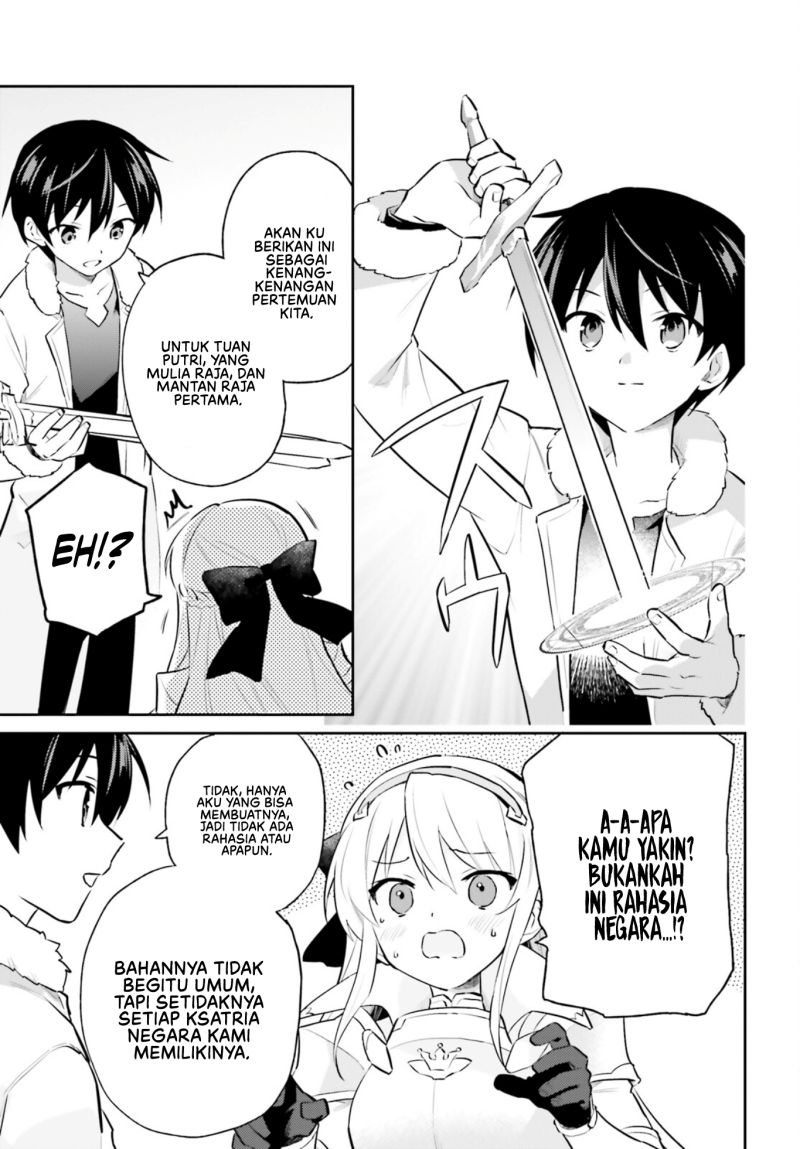 スッ
AKAN KU
BERIKAN INI
SEBAGAI
KENANG-
KENANGAN
PERTEMUAN
KITA.
UNTUK TUAN
PUTRI, YANG
MULIA RAJA, DAN
MANTAN RAJA
PERTAMA.
EH!?
A-A-APA
KAMU YAKIN?
BUKANKAH
INI RAHASIA
NEGARA...!?
TIDAK, HANYA
AKU YANG BISA
MEMBUATNYA,
JADI TIDAK ADA
RAHASIA ATAU
APAPUN.
BAHANNYA TIDAK
BEGITU UMUM,
TAPI SETIDAKNYA
SETIAP KSATRIA
NEGARA KAMI
MEMILIKINYA.